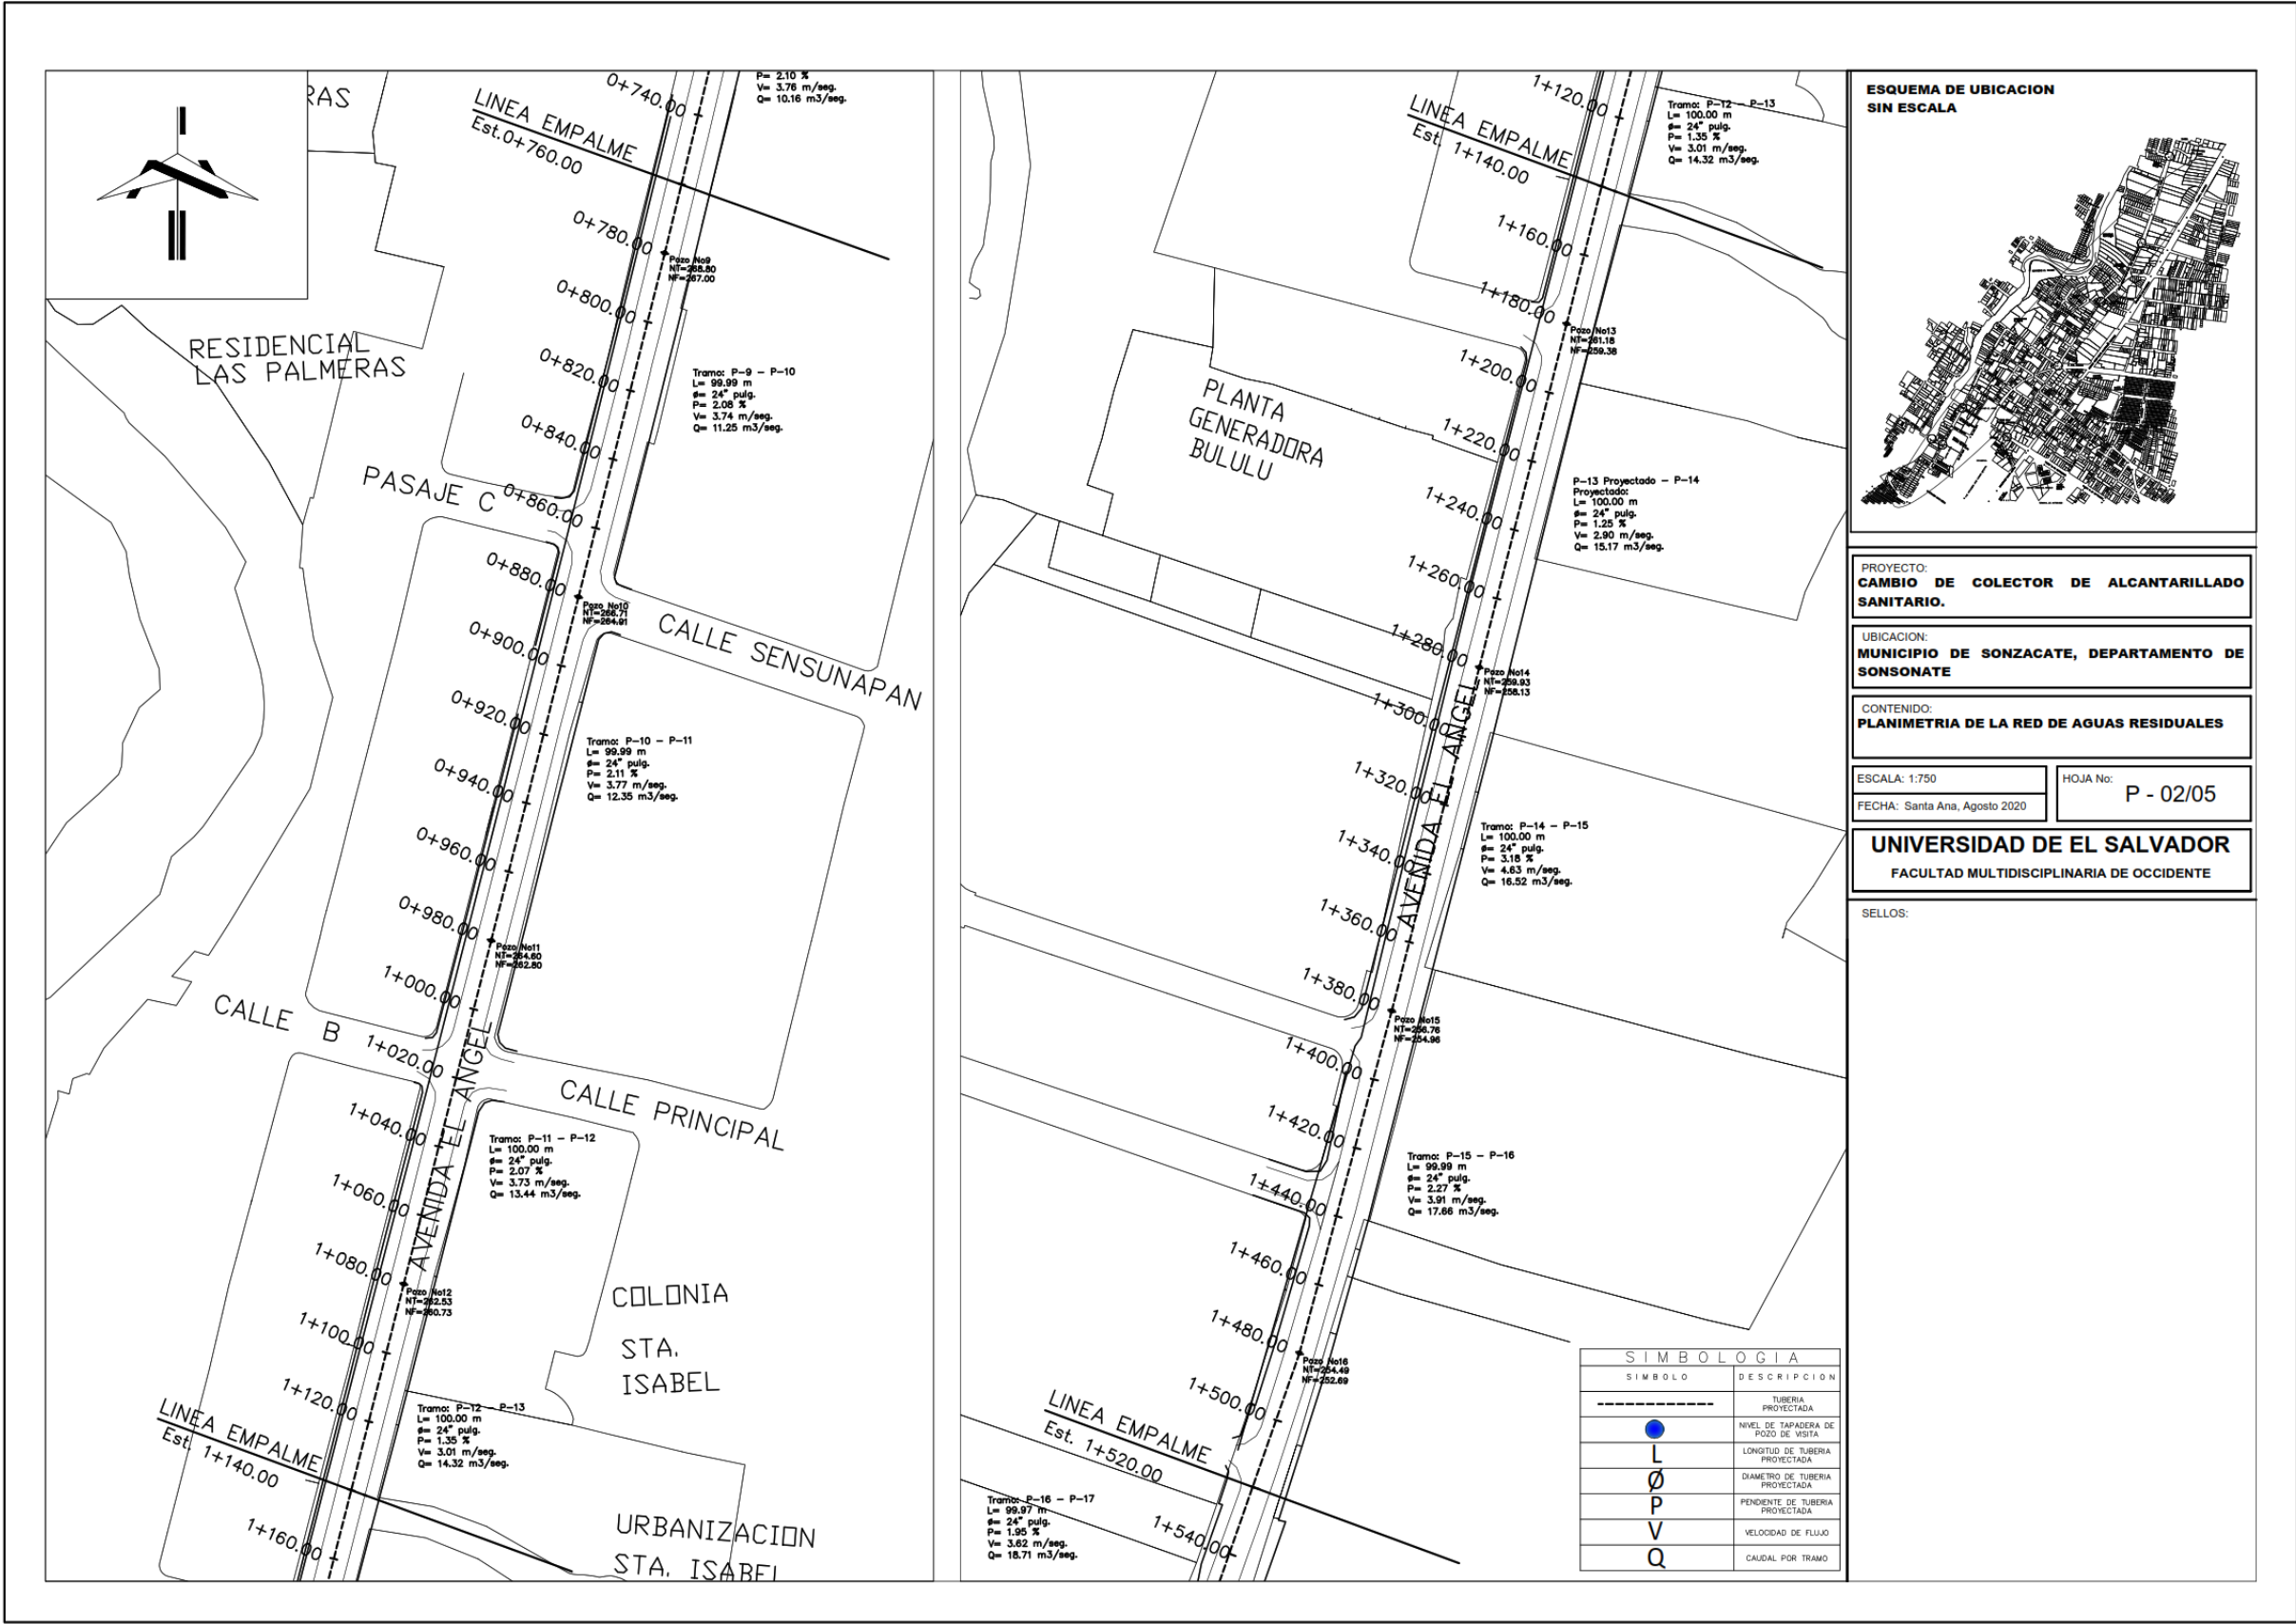 RAS
0+740.00
P= 2.10 %
V= 3.76 m/seg.
Q= 10.16 m3/seg.
LINEA EMPALME
Est.0+760.00
0+780.00
Pozo No9
NT=268.80
NF=267.00
0+800.00
RESIDENCIAL
LAS PALMERAS
0+820.00
Tramo: P-9 - P-10
L= 99.99 m
ø= 24" pulg.
P= 2.08 %
V= 3.74 m/seg.
Q= 11.25 m3/seg.
0+840.00
PASAJE C
0+860.00
0+880.00
Pozo No10
NT=266.71
NF=264.91
0+900.00
CALLE SENSUNAPAN
0+920.00
Tramo: P-10 - P-11
L= 99.99 m
ø= 24" pulg.
P= 2.11 %
V= 3.77 m/seg.
Q= 12.35 m3/seg.
0+940.00
0+960.00
0+980.00
Pozo No11
NT=264.60
NF=262.80
1+000.00
CALLE B
1+020.00
CALLE PRINCIPAL
AVENIDA EL ANGEL
1+040.00
Tramo: P-11 - P-12
L= 100.00 m
ø= 24" pulg.
P= 2.07 %
V= 3.73 m/seg.
Q= 13.44 m3/seg.
1+060.00
1+080.00
Pozo No12
NT=262.53
NF=260.73
COLONIA
STA.
ISABEL
1+100.00
1+120.00
Tramo: P-12 - P-13
L= 100.00 m
ø= 24" pulg.
P= 1.35 %
V= 3.01 m/seg.
Q= 14.32 m3/seg.
LINEA EMPALME
Est. 1+140.00
1+160.00
URBANIZACION
STA. ISABEL
1+120.00
Tramo: P-12 - P-13
L= 100.00 m
ø= 24" pulg.
P= 1.35 %
V= 3.01 m/seg.
Q= 14.32 m3/seg.
LINEA EMPALME
Est. 1+140.00
1+160.00
1+180.00
Pozo No13
NT=261.18
NF=259.38
1+200.00
PLANTA
GENERADORA
BULULU
1+220.00
1+240.00
P-13 Proyectado - P-14
Proyectado:
L= 100.00 m
ø= 24" pulg.
P= 1.25 %
V= 2.90 m/seg.
Q= 15.17 m3/seg.
1+260.00
1+280.00
Pozo No14
NT=259.93
NF=258.13
1+300.00
AVENIDA EL ANGEL
1+320.00
1+340.00
Tramo: P-14 - P-15
L= 100.00 m
ø= 24" pulg.
P= 3.18 %
V= 4.63 m/seg.
Q= 16.52 m3/seg.
1+360.00
1+380.00
Pozo No15
NT=256.76
NF=254.96
1+400.00
1+420.00
Tramo: P-15 - P-16
L= 99.99 m
ø= 24" pulg.
P= 2.27 %
V= 3.91 m/seg.
Q= 17.66 m3/seg.
1+440.00
1+460.00
1+480.00
Pozo No16
NT=254.49
NF=252.69
1+500.00
LINEA EMPALME
Est. 1+520.00
Tramo: P-16 - P-17
L= 99.97 m
ø= 24" pulg.
P= 1.95 %
V= 3.62 m/seg.
Q= 18.71 m3/seg.
1+540.00
SIMBOLOGIA
SIMBOLO DESCRIPCION
TUBERIA
PROYECTADA
NIVEL DE TAPADERA DE
POZO DE VISITA
L LONGITUD DE TUBERIA
PROYECTADA
Ø DIAMETRO DE TUBERIA
PROYECTADA
P PENDIENTE DE TUBERIA
PROYECTADA
V VELOCIDAD DE FLUJO
Q CAUDAL POR TRAMO
ESQUEMA DE UBICACION
SIN ESCALA
PROYECTO:
CAMBIO DE COLECTOR DE ALCANTARILLADO
SANITARIO.
UBICACION:
MUNICIPIO DE SONZACATE, DEPARTAMENTO DE
SONSONATE
CONTENIDO:
PLANIMETRIA DE LA RED DE AGUAS RESIDUALES
ESCALA: 1:750
FECHA: Santa Ana, Agosto 2020
HOJA No:
P - 02/05
UNIVERSIDAD DE EL SALVADOR
FACULTAD MULTIDISCIPLINARIA DE OCCIDENTE
SELLOS: